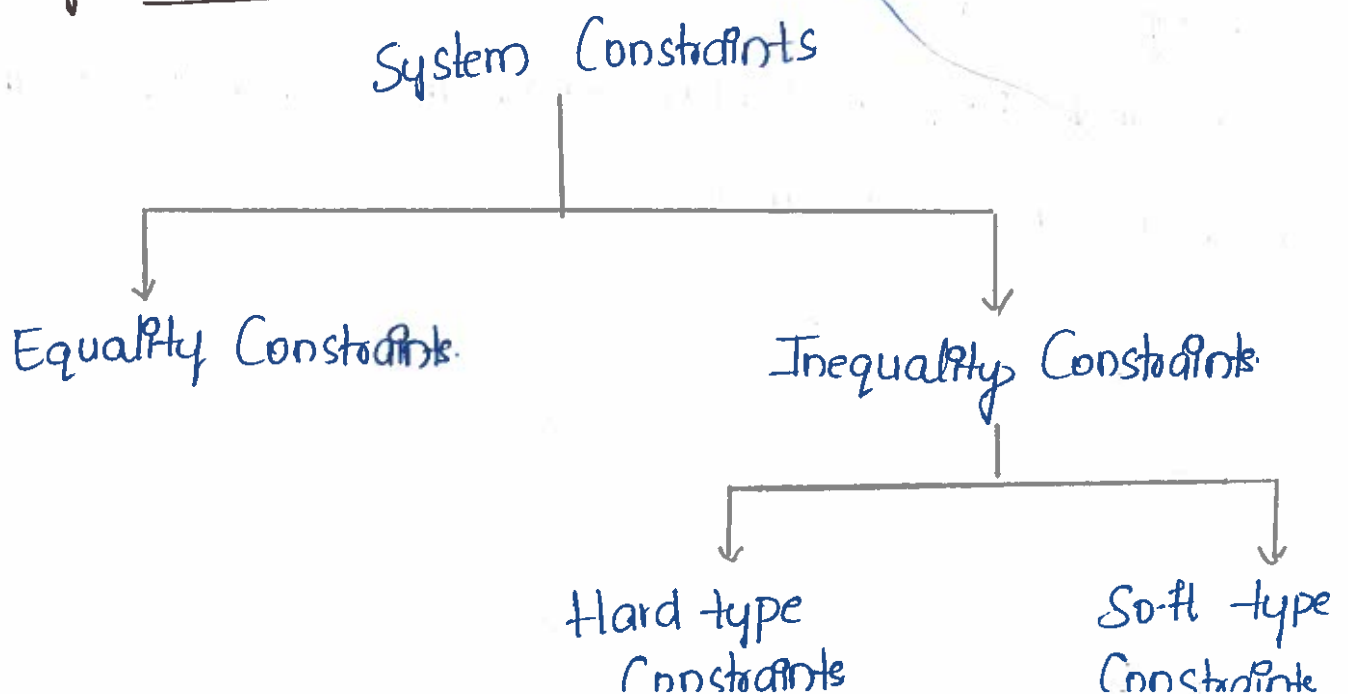 System Constraints
Equality Constraints.
Inequality Constraints.
Hard type
Constraints
Soft type
Constraints